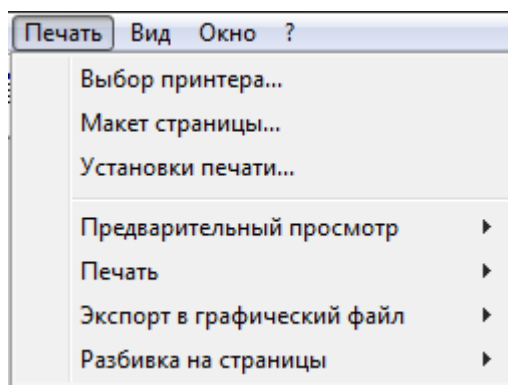 Печать Вид Окно ?
Выбор принтера...
Макет страницы...
Установки печати...
Предварительный просмотр
Печать
Экспорт в графический файл
Разбивка на страницы